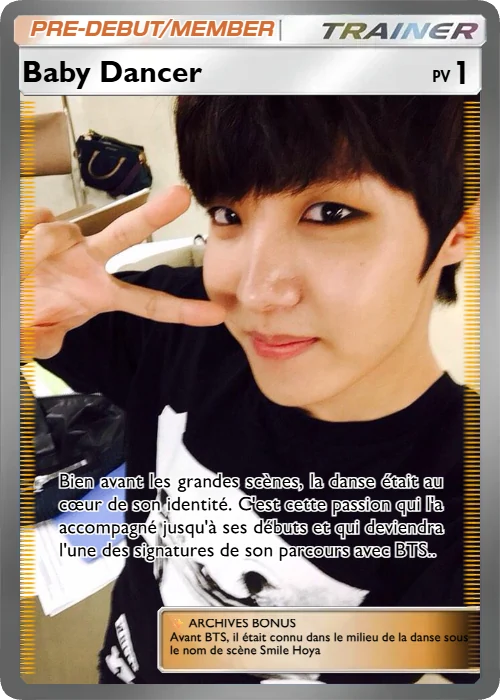 PRE-DEBUT/MEMBER
TRAINER
Baby Dancer
PV 1
Bien avant les grandes scènes, la danse était au
cœur de son identité. C'est cette passion qui l'a
accompagné jusqu'à ses débuts et qui deviendra
l'une des signatures de son parcours avec BTS..
ARCHIVES BONUS
Avant BTS, il était connu dans le milieu de la danse sous
le nom de scène Smile Hoya